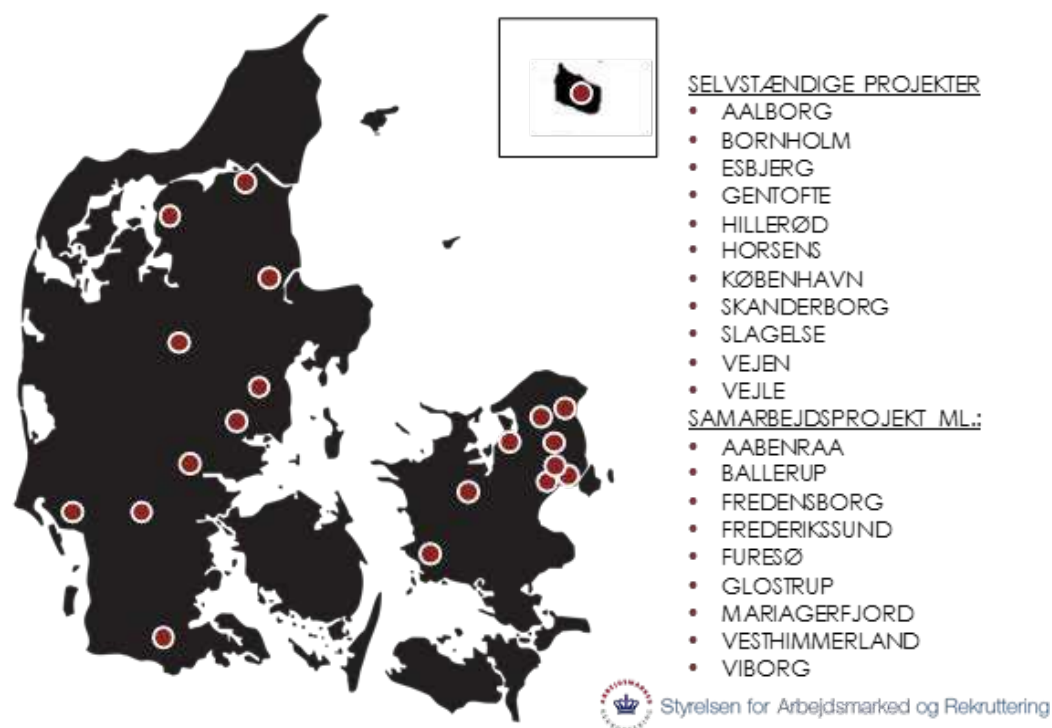 SELVSTÆNDIGE PROJEKTER
• AALBORG
• BORNHOLM
• ESBJERG
• GENTOFTE
• HILLERØD
• HORSENS
• KØBENHAVN
• SKANDERBORG
• SLAGELSE
• VEJEN
• VEJLE
SAMARBEJDSPROJEKT ML.:
• AABENRAA
• BALLERUP
• FREDENSBORG
• FREDERIKSSUND
• FURESØ
• GLOSTRUP
• MARIAGERFJORD
• VESTHIMMERLAND
• VIBORG
Styrelsen for Arbejdsmarked og Rekruttering